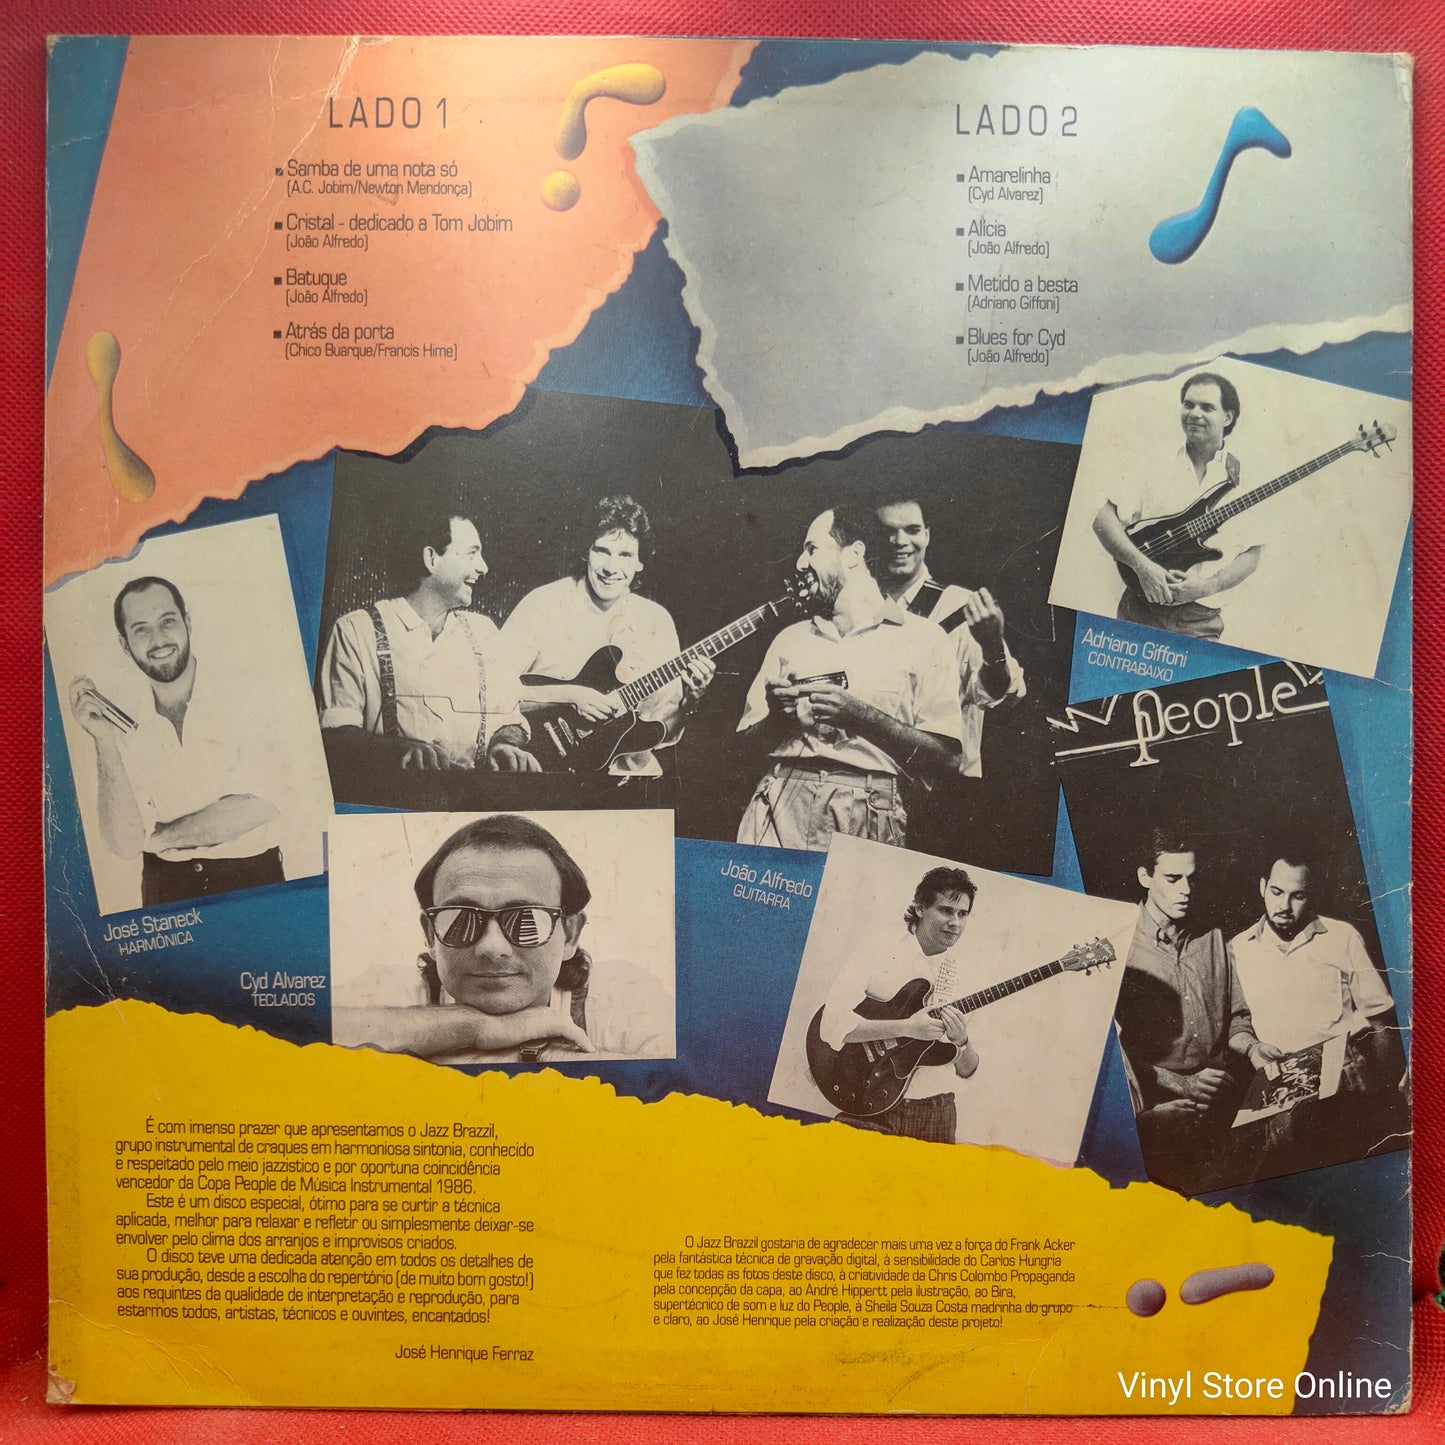 LADO 1
Samba de uma nota só
(A.C. Jobim/Newton Mendonça)
Cristal - dedicado a Tom Jobim
(João Alfredo)
Batuque
(João Alfredo)
Atrás da porta
(Chico Buarque/Francis Hime)
LADO 2
Amarelinha
(Cyd Alvarez)
Alícia
(João Alfredo)
Metido a besta
(Adriano Giffoni)
Blues for Cyd
(João Alfredo)
Adriano Giffoni
CONTRABAIXO
people
José Staneck
HARMÔNICA
Cyd Alvarez
TECLADOS
João Alfredo
GUITARRA
É com imenso prazer que apresentamos o Jazz Brazzil,
grupo instrumental de craques em harmoniosa sintonia, conhecido
e respeitado pelo meio jazzístico e por oportuna coincidência
vencedor da Copa People de Música Instrumental 1986.
Este é um disco especial, ótimo para se curtir a técnica
aplicada, melhor para relaxar e refletir ou simplesmente deixar-se
envolver pelo clima dos arranjos e improvisos criados.
O disco teve uma dedicada atenção em todos os detalhes de
sua produção, desde a escolha do repertório (de muito bom gosto!)
aos requintes da qualidade de interpretação e reprodução, para
estarmos todos, artistas, técnicos e ouvintes, encantados!
José Henrique Ferraz
O Jazz Brazzil gostaria de agradecer mais uma vez a força do Frank Acker
pela fantástica técnica de gravação digital, à sensibilidade do Carlos Hungria
que fez todas as fotos deste disco, à criatividade da Chris Colombo Propaganda
pela concepção da capa, ao André Hippertt pela ilustração, ao Bira,
supertécnico de som e luz do People, à Sheila Souza Costa madrinha do grupo
e claro, ao José Henrique pela criação e realização deste projeto!
Vinyl Store Online